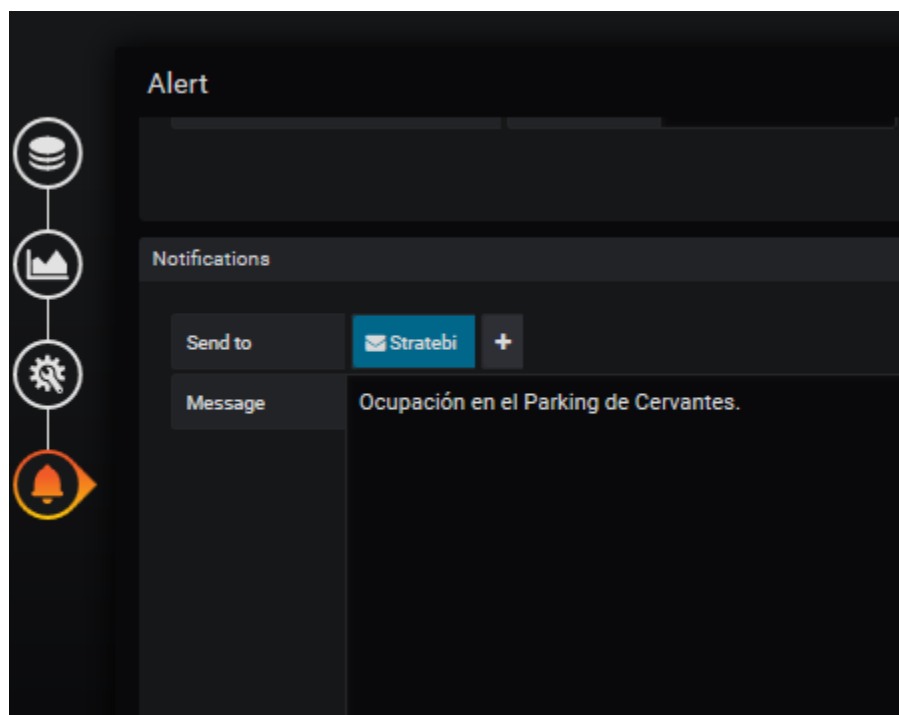 Alert
Notifications
Send to
Stratebi
+
Message
Ocupación en el Parking de Cervantes.